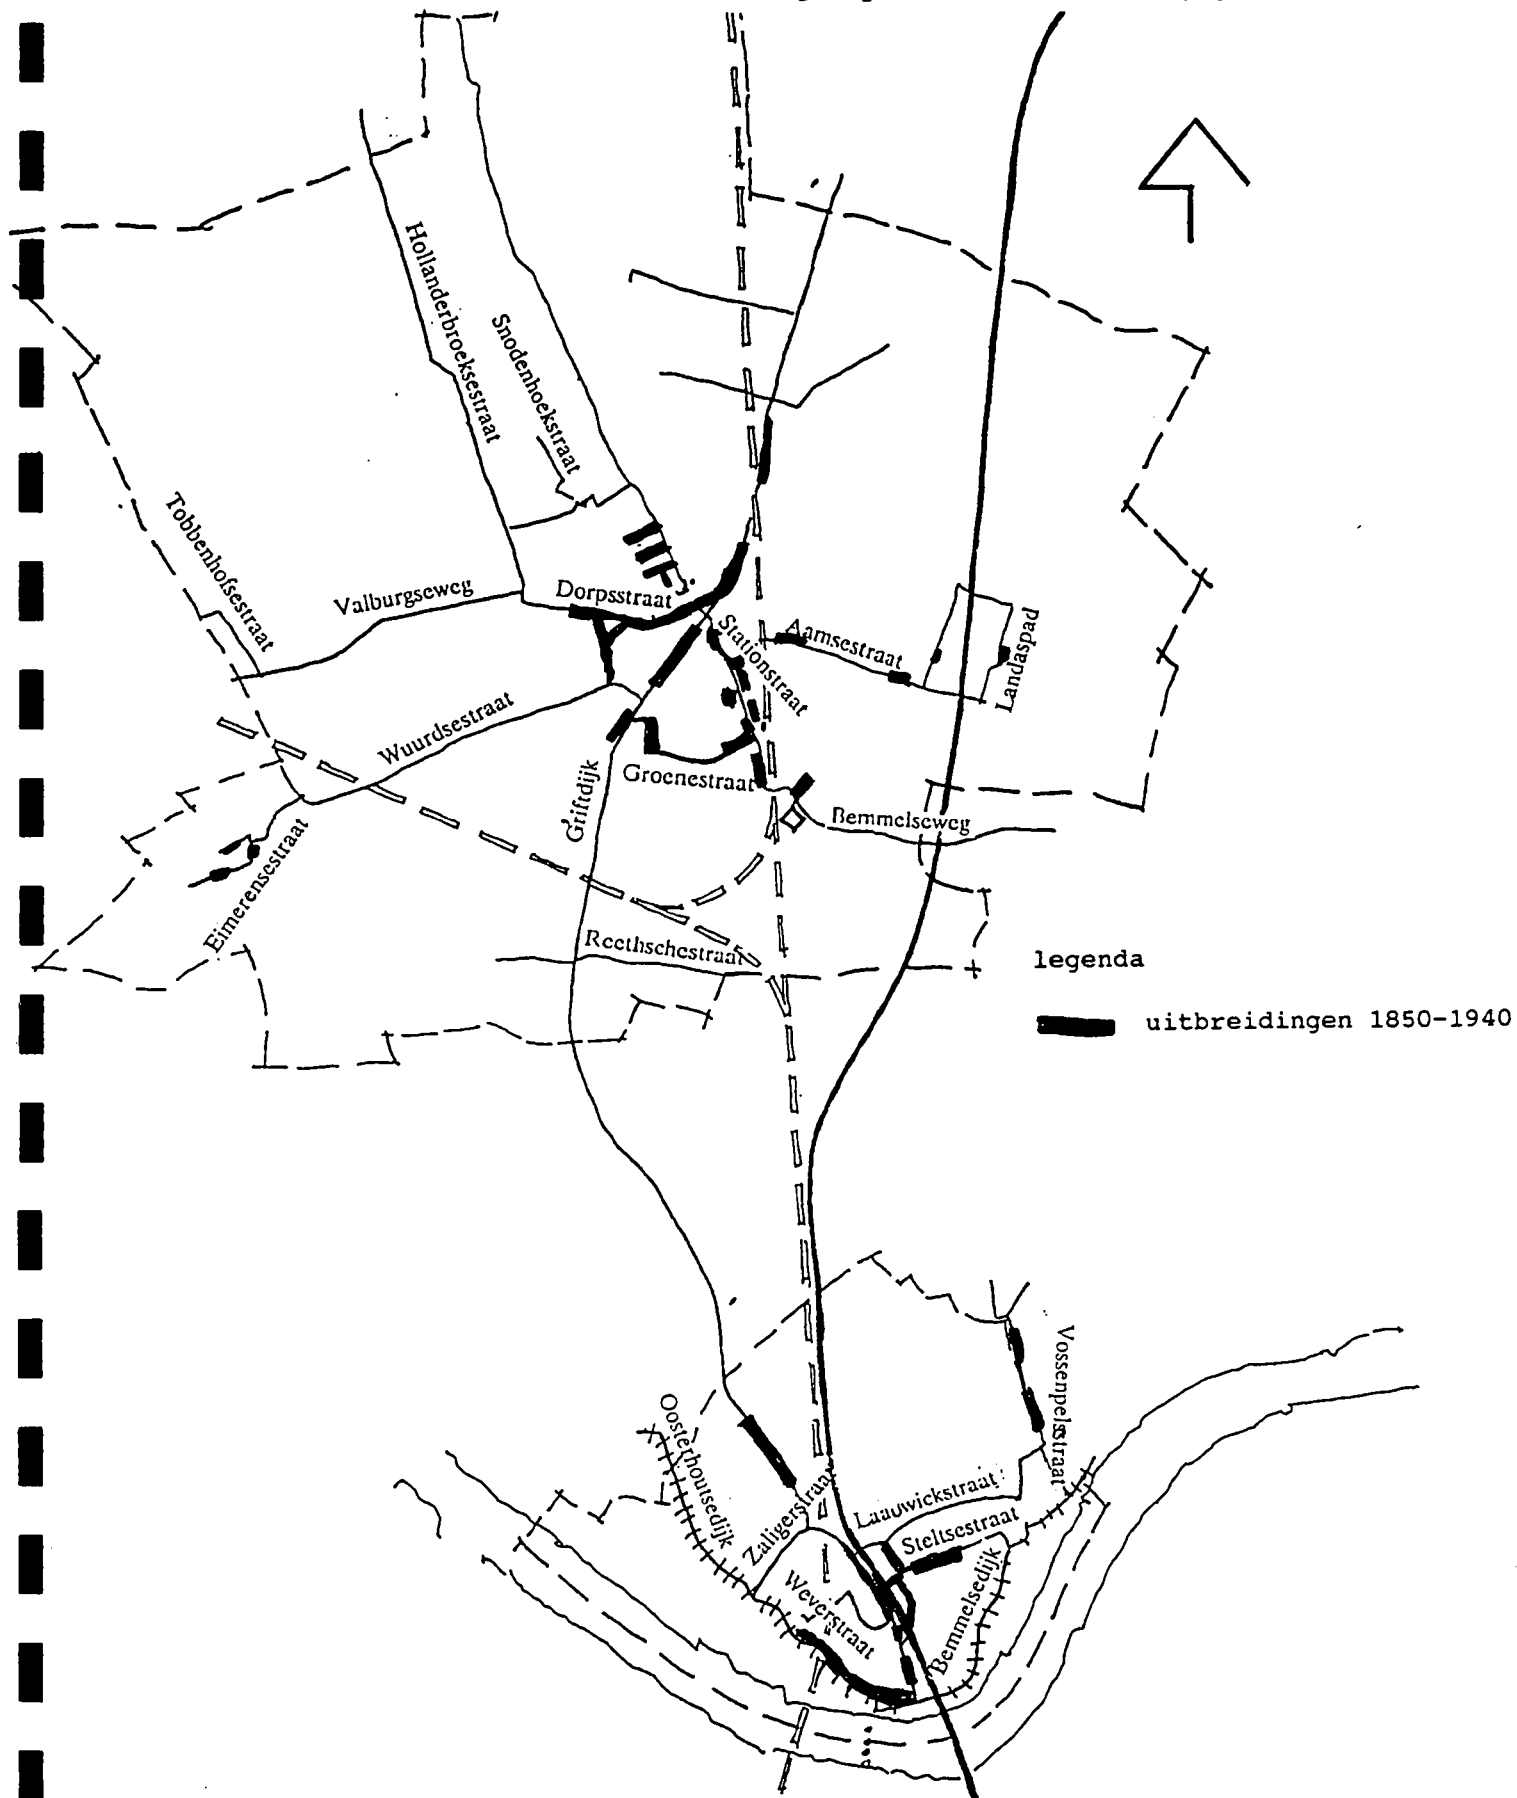 Hollanderbroeksestraat
Snodenhoekstraat
Tobbenhofsestraat
Valburgseweg
Dorpsstraat
Stationstraat
Aamsestraat
Landaspad
Wuurdsestraat
Groenestraat
Griftdijk
Bemmelseweg
Eimerensestraat
Reethschestraat
legenda
uitbreidingen 1850-1940
Vossenpelsstraat
Oosterhoutsedijk
Zaligerstraat
Laauwickstraat
Steltsestraat
Weverstraat
Bemmelsedijk